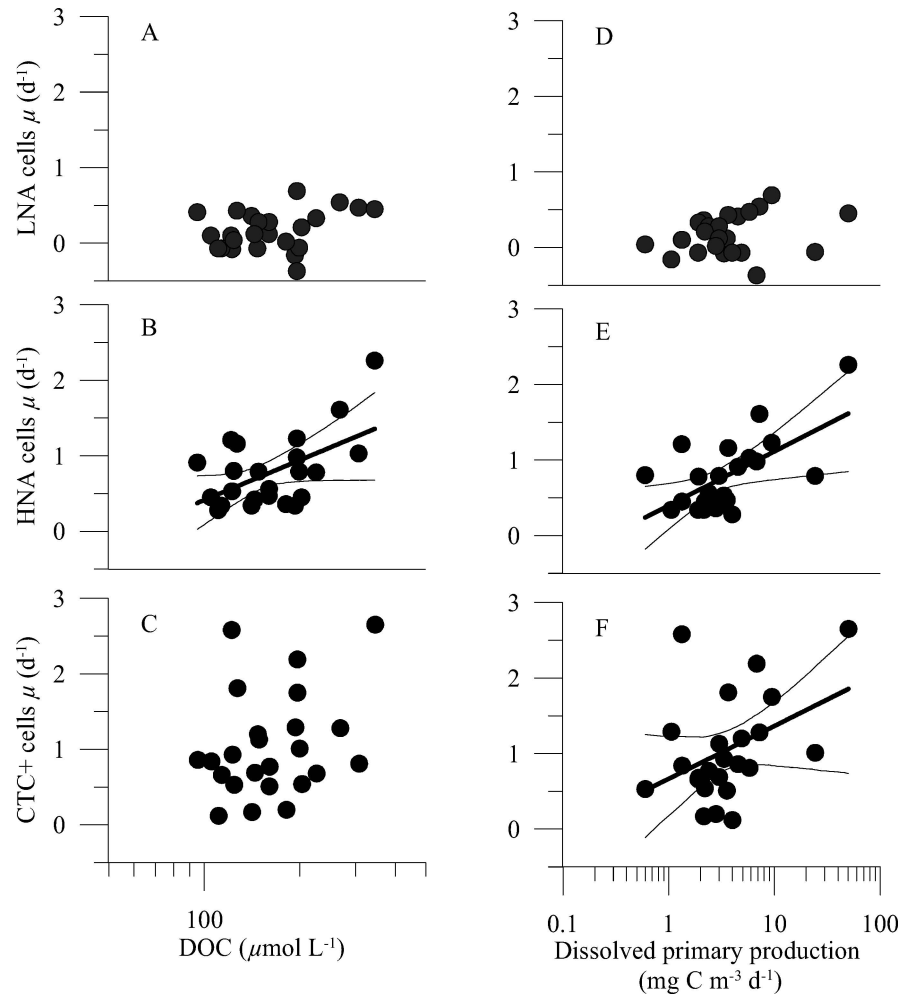 A
3
2
1
0
LNA cells μ (d-1)
D
3
2
1
0
B
3
2
1
0
HNA cells μ (d-1)
E
3
2
1
0
C
3
2
1
0
CTC+ cells μ (d-1)
100
DOC (μmol L-1)
F
3
2
1
0
0.1 1 10 100
Dissolved primary production
(mg C m-3 d-1)